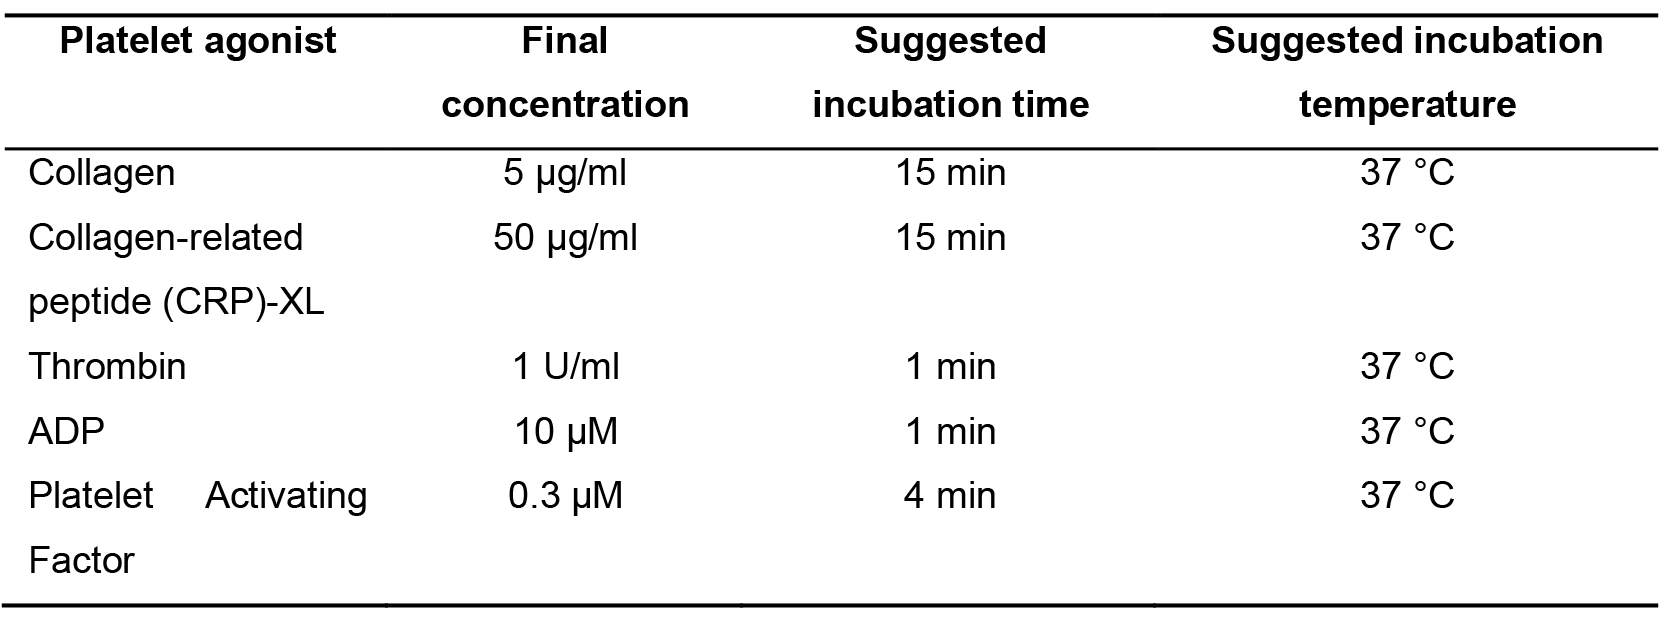 Platelet agonist Final Suggested Suggested incubation
concentration incubation time temperature
Collagen 5 µg/ml 15 min 37 °C
Collagen-related 50 µg/ml 15 min 37 °C
peptide (CRP)-XL
Thrombin 1 U/ml 1 min 37 °C
ADP 10 µM 1 min 37 °C
Platelet Activating 0.3 µM 4 min 37 °C
Factor